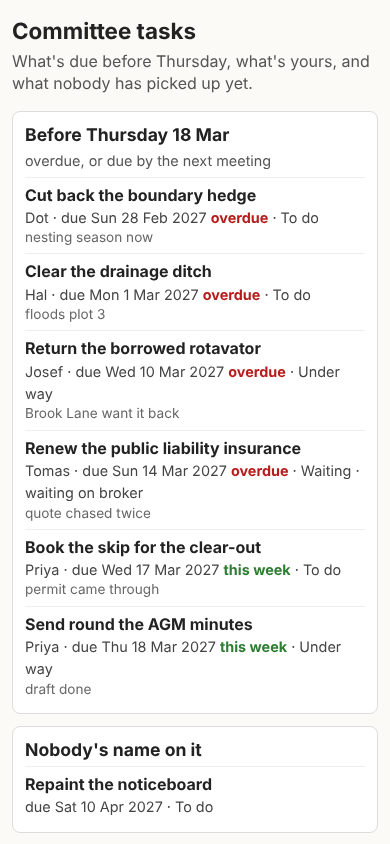 Committee tasks
What's due before Thursday, what's yours, and
what nobody has picked up yet.
Before Thursday 18 Mar
overdue, or due by the next meeting
Cut back the boundary hedge
Dot · due Sun 28 Feb 2027 overdue · To do
nesting season now
Clear the drainage ditch
Hal · due Mon 1 Mar 2027 overdue · To do
floods plot 3
Return the borrowed rotavator
Josef · due Wed 10 Mar 2027 overdue · Under
way
Brook Lane want it back
Renew the public liability insurance
Tomas · due Sun 14 Mar 2027 overdue · Waiting ·
waiting on broker
quote chased twice
Book the skip for the clear-out
Priya · due Wed 17 Mar 2027 this week · To do
permit came through
Send round the AGM minutes
Priya · due Thu 18 Mar 2027 this week · Under
way
draft done
Nobody's name on it
Repaint the noticeboard
due Sat 10 Apr 2027 · To do